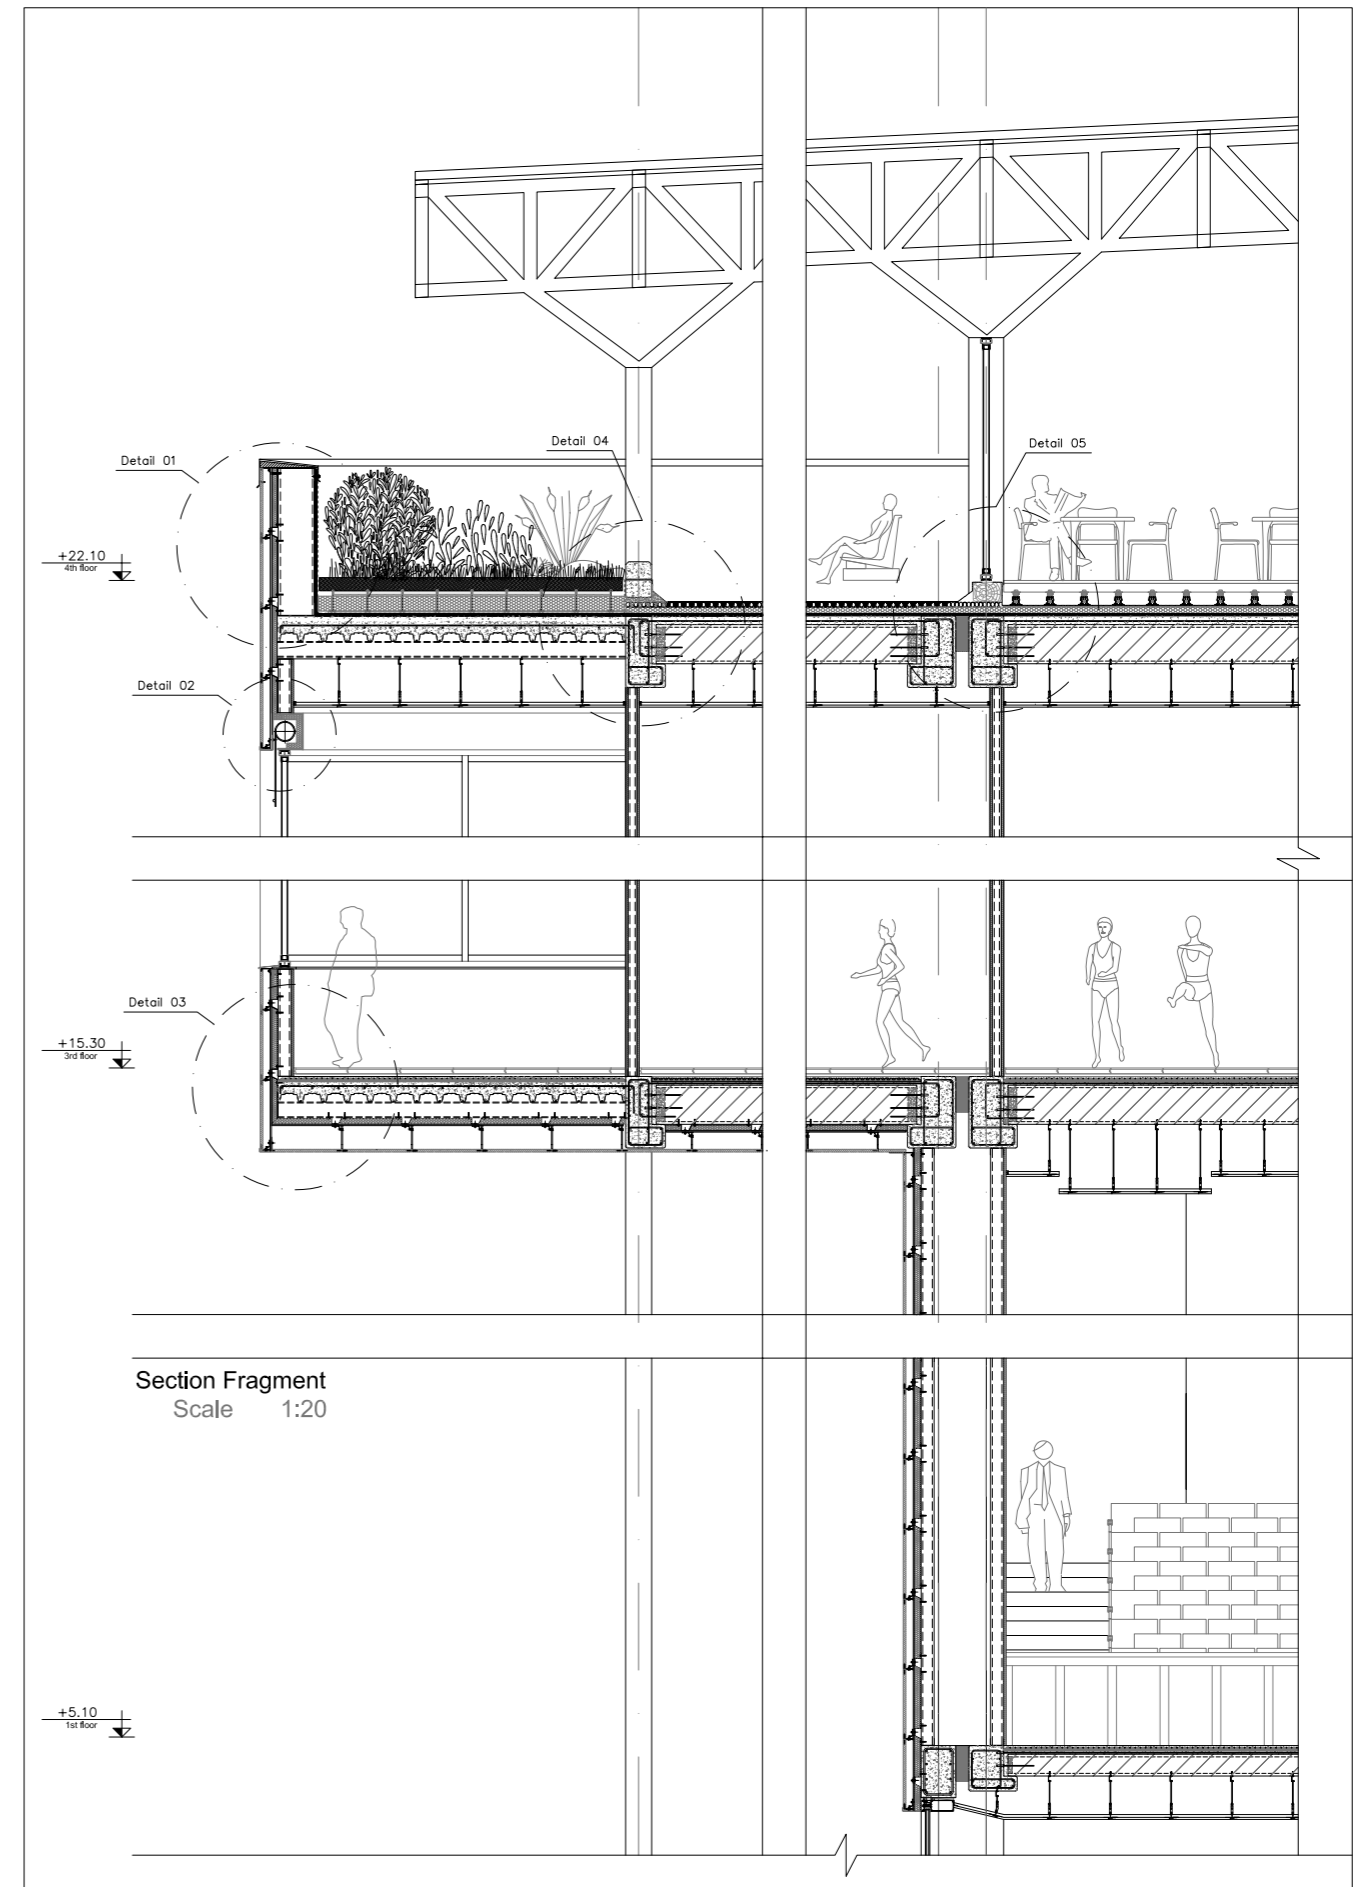 Detail 04
Detail 05
Detail 01
+22.10
4th floor
Detail 02
Detail 03
+15.30
3rd floor
Section Fragment
Scale 1:20
+5.10
1st floor